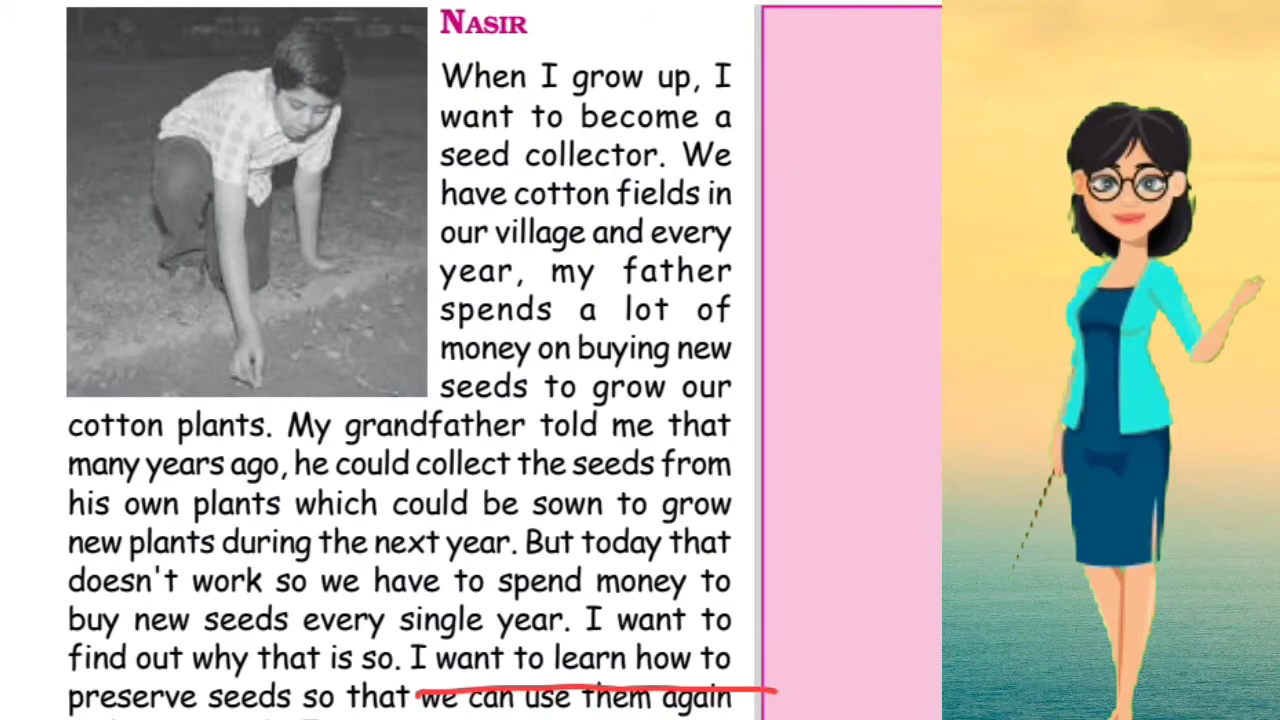 NASIR
When I grow up, I
want to become a
seed collector. We
have cotton fields in
our village and every
year, my father
spends a lot of
money on buying new
seeds to grow our
cotton plants. My grandfather told me that
many years ago, he could collect the seeds from
his own plants which could be sown to grow
new plants during the next year. But today that
doesn't work so we have to spend money to
buy new seeds every single year. I want to
find out why that is so. I want to learn how to
preserve seeds so that we can use them again